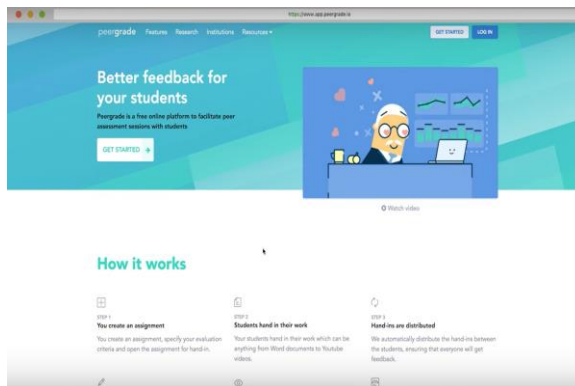 https://www.app.peergrade.io
peergrade Features Research Institutions Resources
GET STARTED LOG IN
Better feedback for
your students
Peergrade is a free online platform to facilitate peer
assessment sessions with students
GET STARTED +
Watch video
How it works
STEP 1
You create an assignment
You create an assignment, specify your evaluation
criteria and open the assignment for hand-in.
STEP 2
Students hand in their work
Your students hand in their work which can be
anything from Word documents to Youtube
videos.
STEP 3
Hand-ins are distributed
We automatically distribute the hand-ins between
the students, ensuring that everyone will get
feedback.